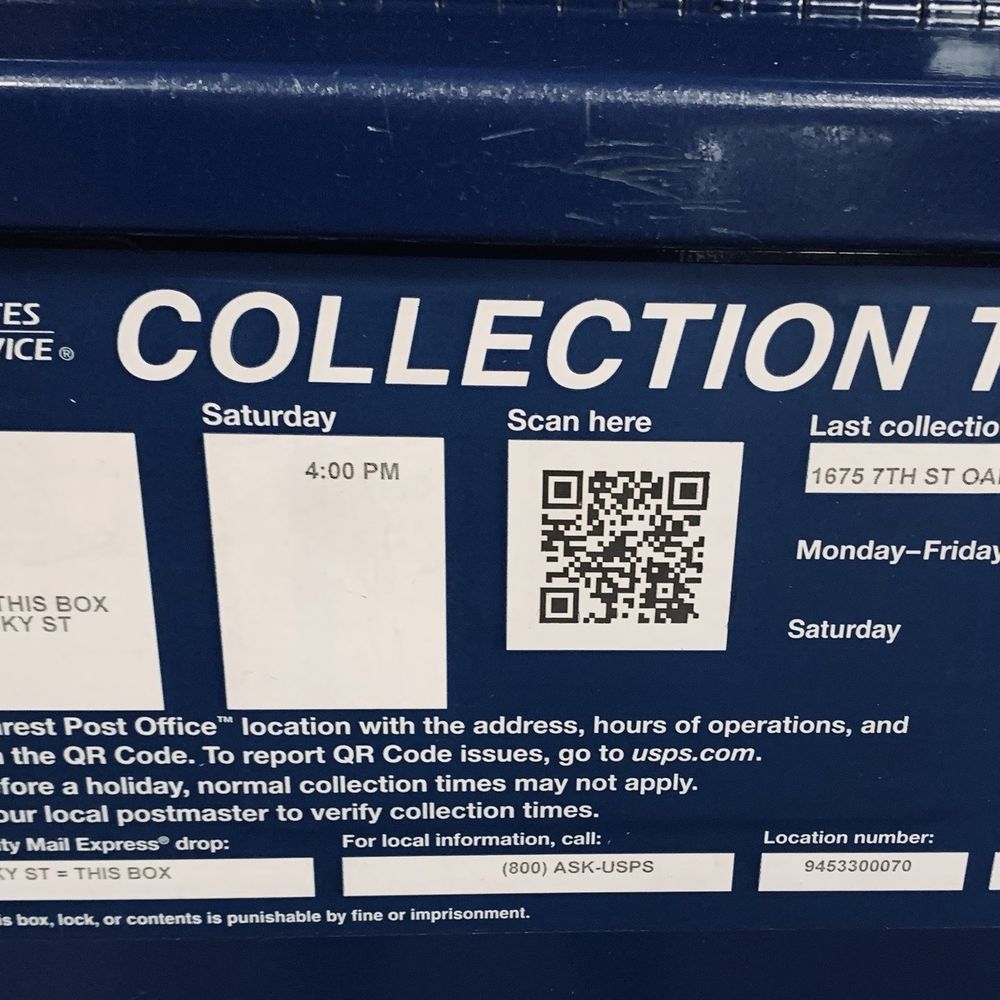 ES
VICE®
COLLECTION T
Saturday
Scan here
Last collectio
4:00 PM
1675 7TH ST OA
Monday–Friday
THIS BOX
KY ST
Saturday
rest Post Office™ location with the address, hours of operations, and
the QR Code. To report QR Code issues, go to usps.com.
fore a holiday, normal collection times may not apply.
our local postmaster to verify collection times.
ty Mail Express® drop:
For local information, call:
Location number:
KY ST = THIS BOX
(800) ASK-USPS
9453300070
is box, lock, or contents is punishable by fine or imprisonment.